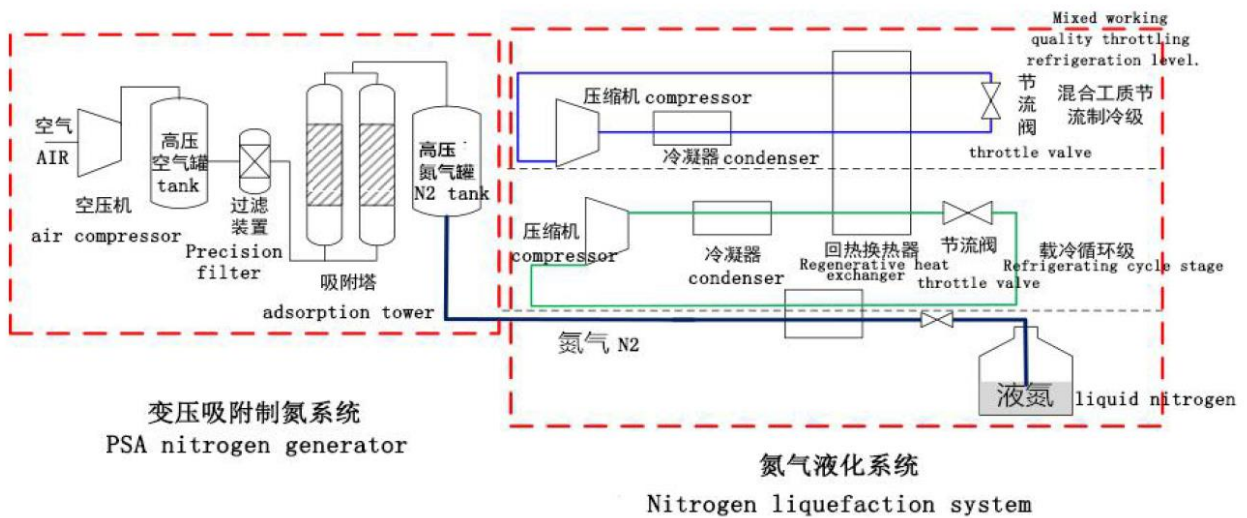 空气
AIR
空压机
air compressor
高压
空气罐
tank
过滤
装置
Precision
filter
吸附塔
adsorption tower
高压
氮气罐
N2 tank
变压吸附制氮系统
PSA nitrogen generator
Mixed working
quality throttling
refrigeration level.
压缩机 compressor
冷凝器 condenser
节
流
阀
throttle valve
混合工质节
流制冷级
压缩机
compressor
冷凝器
condenser
回热换热器
Regenerative heat
exchanger
节流阀
throttle valve
载冷循环级
Refrigerating cycle stage
氮气 N2
液氮
liquid nitrogen
氮气液化系统
Nitrogen liquefaction system